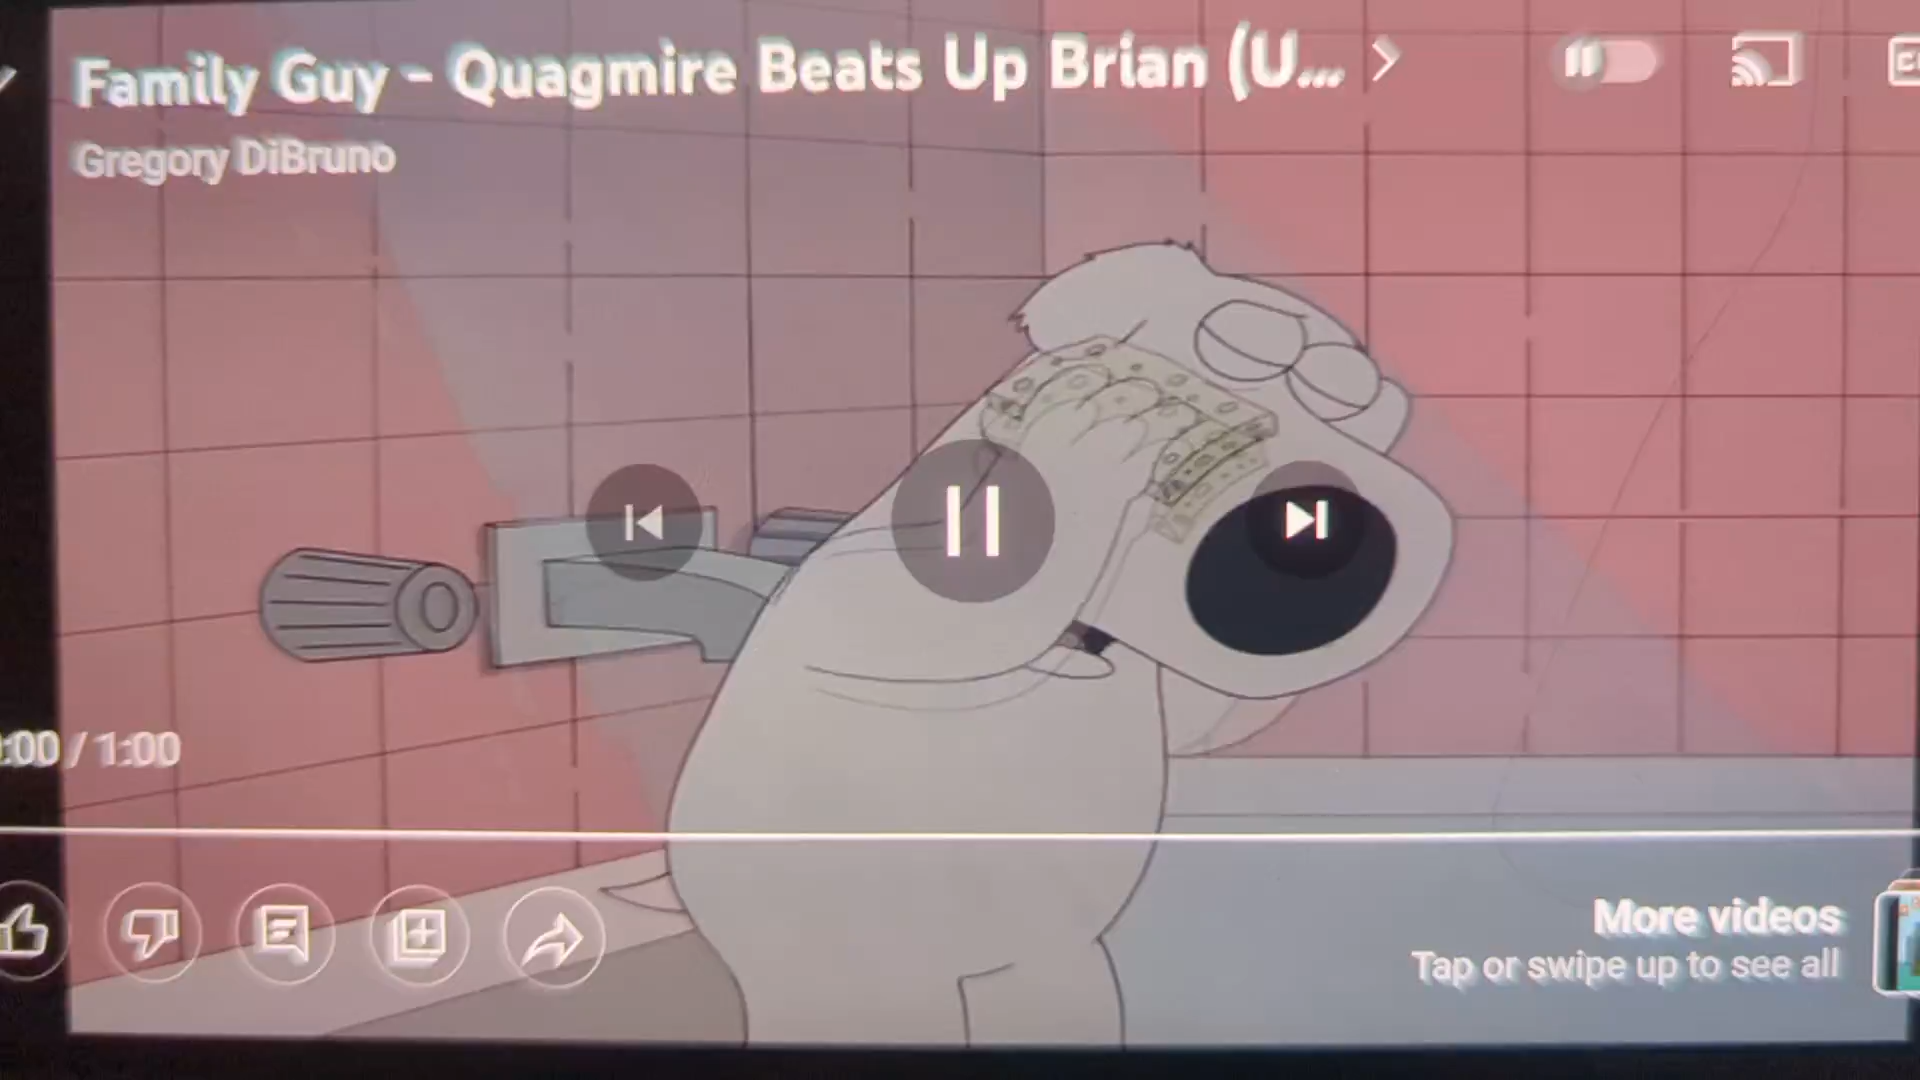 Family Guy - Quagmire Beats Up Brian (U...
Gregory DiBruno
:00 / 1:00
More videos
Tap or swipe up to see all